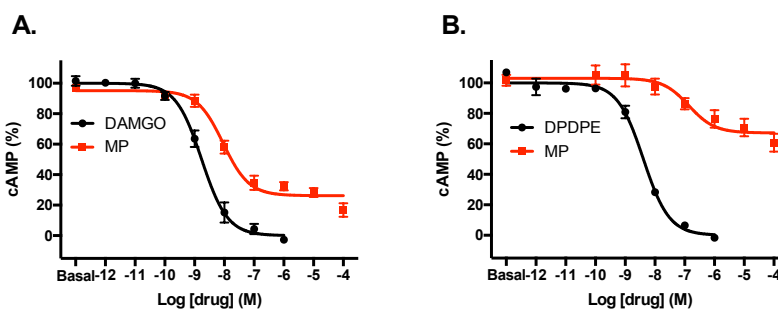 A.
cAMP (%)
100
80
60
40
20
0
DAMGO
MP
Basal -12 -11 -10 -9 -8 -7 -6 -5 -4
Log [drug] (M)
B.
cAMP (%)
100
80
60
40
20
0
DPDPE
MP
Basal -12 -11 -10 -9 -8 -7 -6 -5 -4
Log [drug] (M)